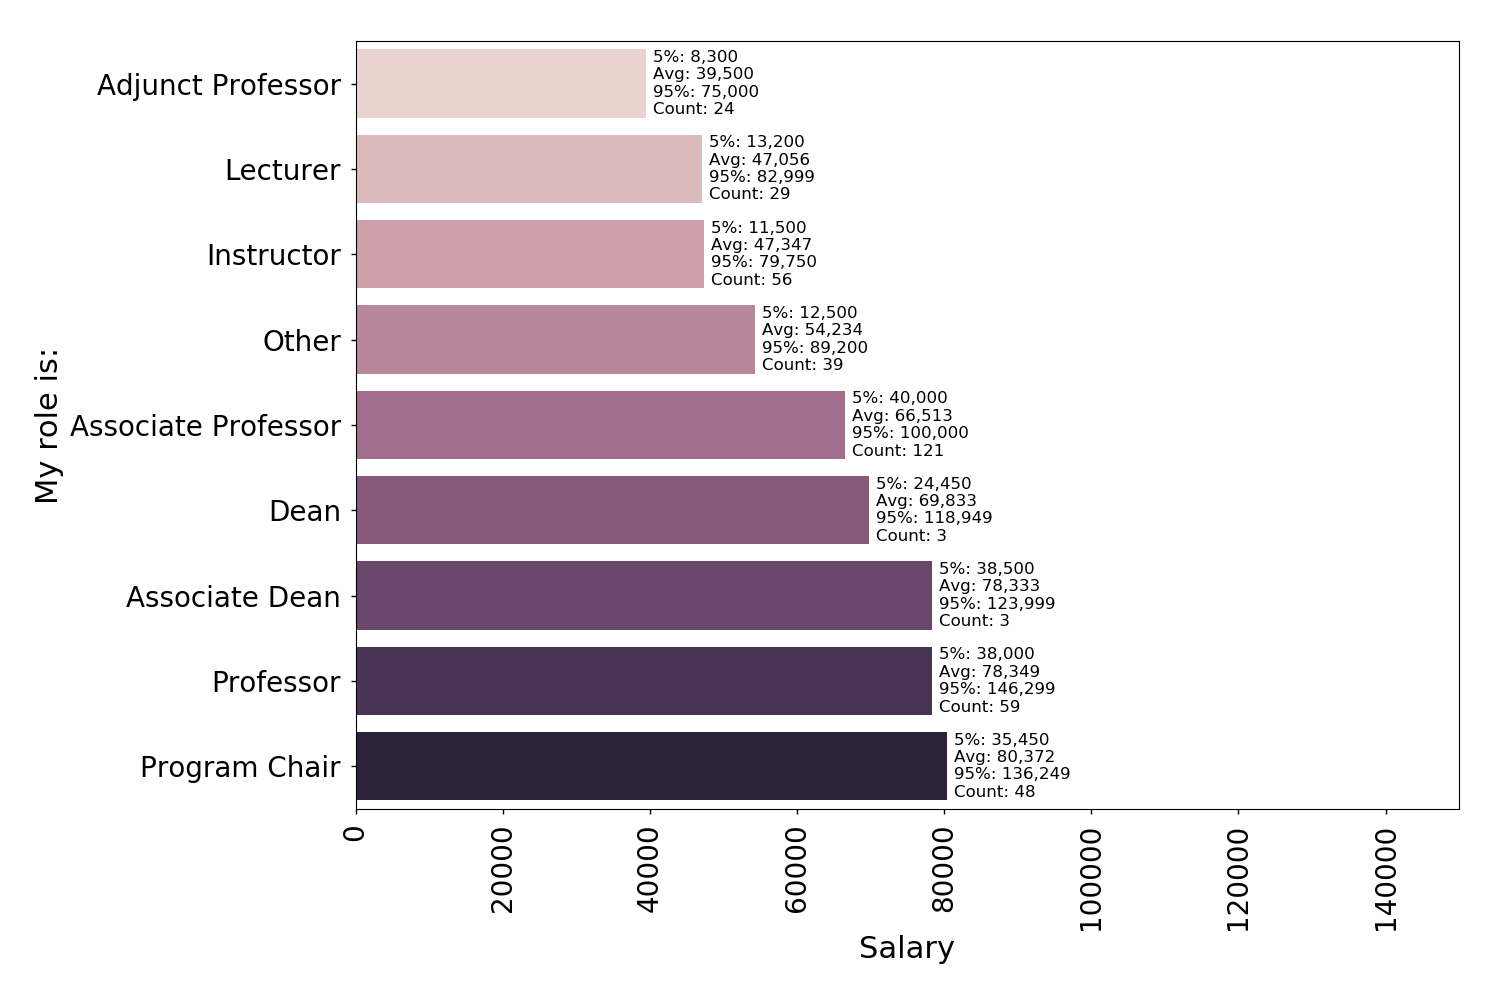 Adjunct Professor
5%: 8,300
Avg: 39,500
95%: 75,000
Count: 24
Lecturer
5%: 13,200
Avg: 47,056
95%: 82,999
Count: 29
Instructor
5%: 11,500
Avg: 47,347
95%: 79,750
Count: 56
Other
5%: 12,500
Avg: 54,234
95%: 89,200
Count: 39
Associate Professor
5%: 40,000
Avg: 66,513
95%: 100,000
Count: 121
Dean
5%: 24,450
Avg: 69,833
95%: 118,949
Count: 3
Associate Dean
5%: 38,500
Avg: 78,333
95%: 123,999
Count: 3
Professor
5%: 38,000
Avg: 78,349
95%: 146,299
Count: 59
Program Chair
5%: 35,450
Avg: 80,372
95%: 136,249
Count: 48
My role is:
0
20000
40000
60000
80000
100000
120000
140000
Salary